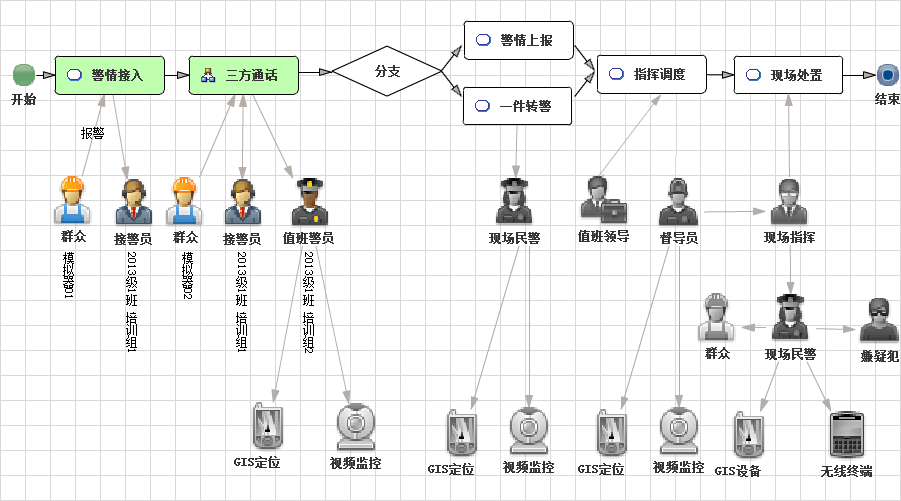 警情上报
警情接入
三方通话
分支
指挥调度
现场处置
开始
结束
一件转警
报警
群众
接警员
群众
接警员
值班警员
现场民警
值班领导
督导员
现场指挥
模拟器01
2013级1班 培训组1
模拟器02
2013级1班 培训组1
2013级1班 培训组2
群众
现场民警
嫌疑犯
GIS定位
视频监控
GIS定位
视频监控
GIS定位
视频监控
GIS设备
无线终端